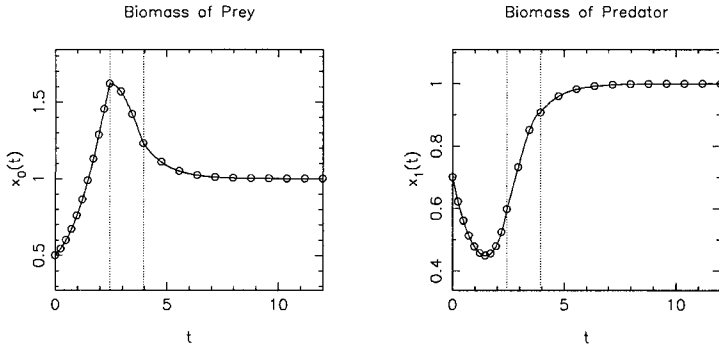 Biomass of Prey
x0(t)
1.5
1
0.5
0
5
10
t
Biomass of Predator
x1(t)
1
0.8
0.6
0.4
0
5
10
t